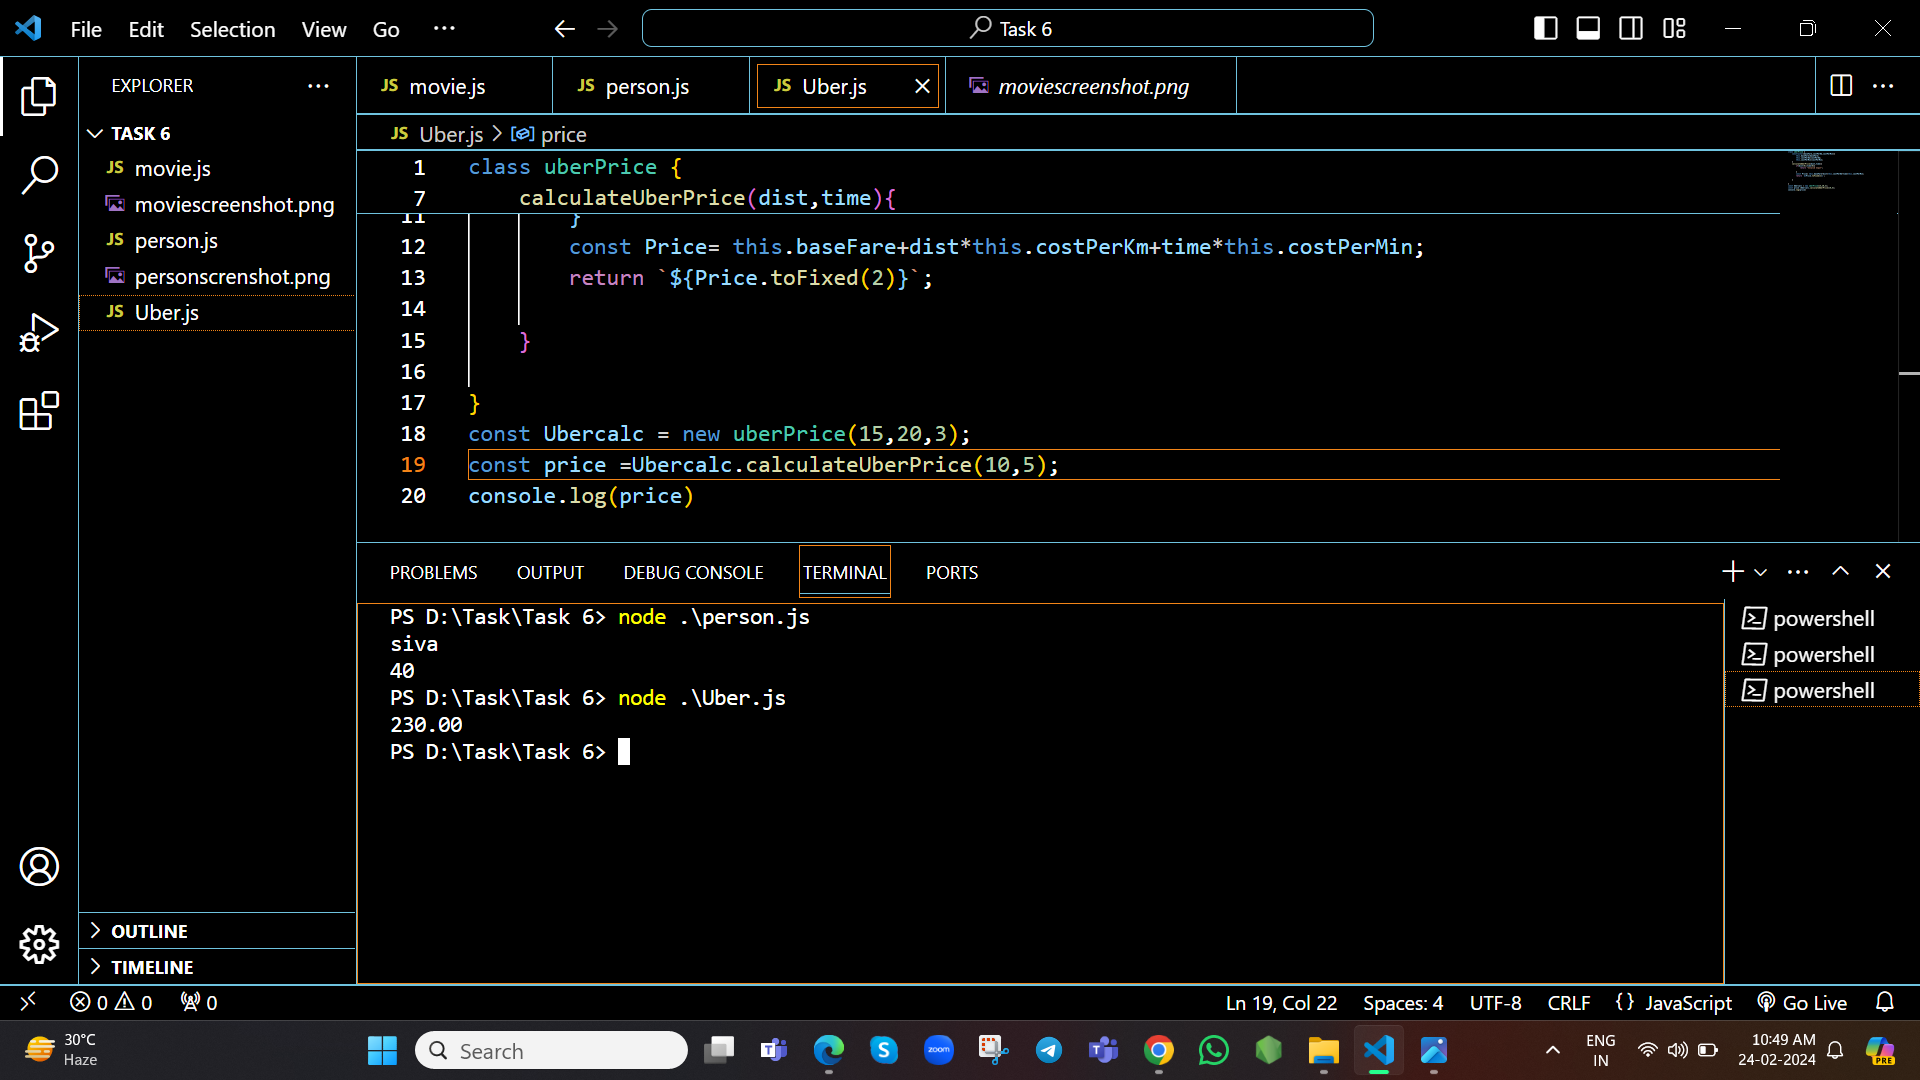 File Edit Selection View Go ··· Task 6
EXPLORER ···
TASK 6
JS movie.js
moviescreenshot.png
JS person.js
personscrenshot.png
JS Uber.js
OUTLINE
TIMELINE
JS movie.js JS person.js JS Uber.js moviescreenshot.png
JS Uber.js > price
1 class uberPrice {
7 calculateUberPrice(dist,time){
11 }
12 const Price= this.baseFare+dist*this.costPerKm+time*this.costPerMin;
13 return `${Price.toFixed(2)}`;
14
15 }
16
17 }
18 const Ubercalc = new uberPrice(15,20,3);
19 const price =Ubercalc.calculateUberPrice(10,5);
20 console.log(price)
PROBLEMS OUTPUT DEBUG CONSOLE TERMINAL PORTS
PS D:\Task\Task 6> node .\person.js
siva
40
PS D:\Task\Task 6> node .\Uber.js
230.00
PS D:\Task\Task 6>
powershell
powershell
powershell
0 0 0 Ln 19, Col 22 Spaces: 4 UTF-8 CRLF {} JavaScript Go Live
30°C
Haze
Search
zoom
ENG
IN
10:49 AM
24-02-2024
PRE